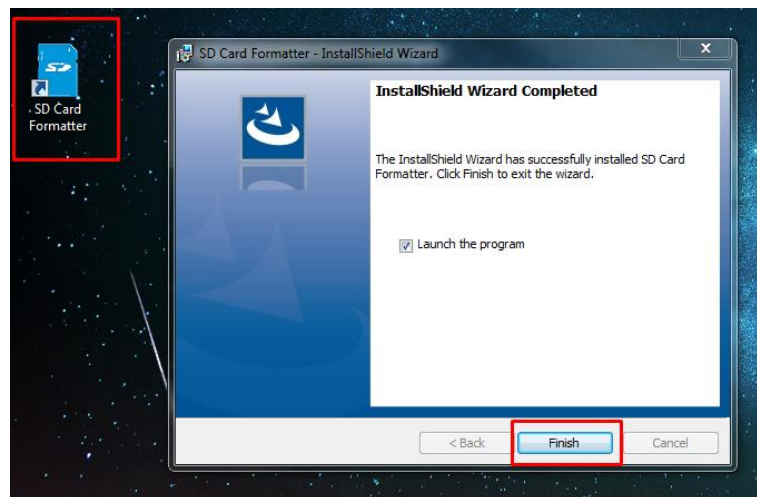 SD Card
Formatter
SD Card Formatter - InstallShield Wizard
InstallShield Wizard Completed
The InstallShield Wizard has successfully installed SD Card
Formatter. Click Finish to exit the wizard.
Launch the program
< Back
Finish
Cancel